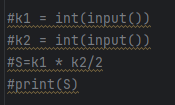 #k1 = int(input())
#k2 = int(input())
#S=k1 * k2/2
#print(S)